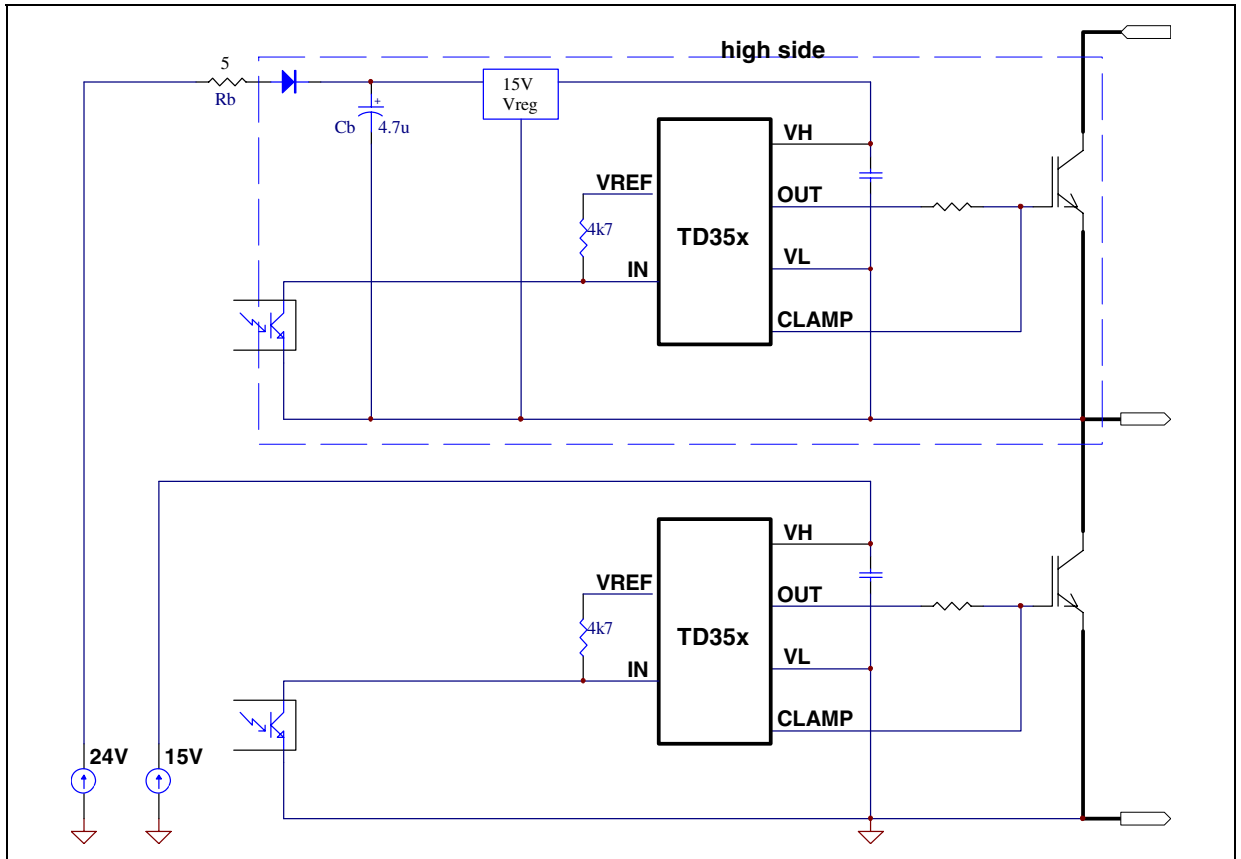 high side
5
Rb
Cb
+
4.7u
15V
Vreg
VREF
4k7
IN
TD35x
VH
OUT
VL
CLAMP
VREF
4k7
IN
TD35x
VH
OUT
VL
CLAMP
24V
15V